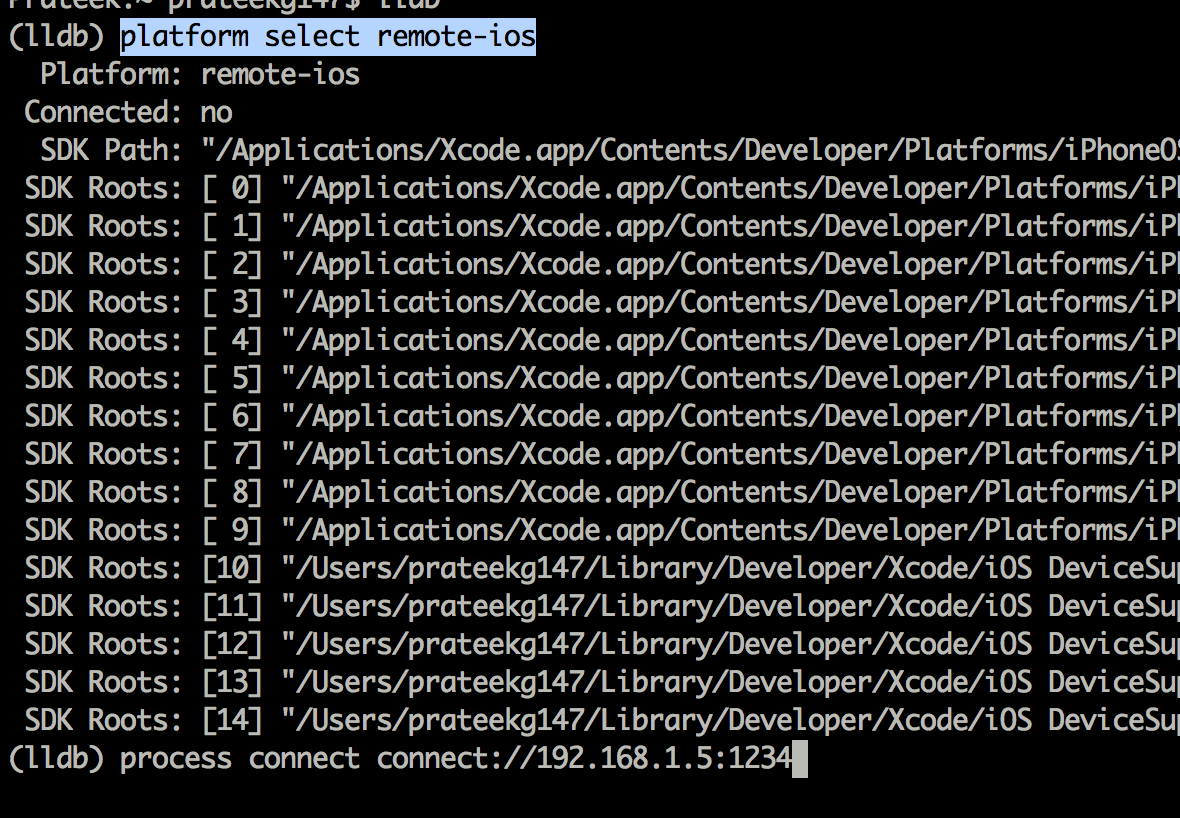 Prateek:~ prateekg147$ lldb
(lldb) platform select remote-ios
Platform: remote-ios
Connected: no
SDK Path: "/Applications/Xcode.app/Contents/Developer/Platforms/iPhoneOS
SDK Roots: [ 0] "/Applications/Xcode.app/Contents/Developer/Platforms/iPh
SDK Roots: [ 1] "/Applications/Xcode.app/Contents/Developer/Platforms/iPh
SDK Roots: [ 2] "/Applications/Xcode.app/Contents/Developer/Platforms/iPh
SDK Roots: [ 3] "/Applications/Xcode.app/Contents/Developer/Platforms/iPh
SDK Roots: [ 4] "/Applications/Xcode.app/Contents/Developer/Platforms/iPh
SDK Roots: [ 5] "/Applications/Xcode.app/Contents/Developer/Platforms/iPh
SDK Roots: [ 6] "/Applications/Xcode.app/Contents/Developer/Platforms/iPh
SDK Roots: [ 7] "/Applications/Xcode.app/Contents/Developer/Platforms/iPh
SDK Roots: [ 8] "/Applications/Xcode.app/Contents/Developer/Platforms/iPh
SDK Roots: [ 9] "/Applications/Xcode.app/Contents/Developer/Platforms/iPh
SDK Roots: [10] "/Users/prateekg147/Library/Developer/Xcode/iOS DeviceSup
SDK Roots: [11] "/Users/prateekg147/Library/Developer/Xcode/iOS DeviceSup
SDK Roots: [12] "/Users/prateekg147/Library/Developer/Xcode/iOS DeviceSup
SDK Roots: [13] "/Users/prateekg147/Library/Developer/Xcode/iOS DeviceSup
SDK Roots: [14] "/Users/prateekg147/Library/Developer/Xcode/iOS DeviceSup
(lldb) process connect connect://192.168.1.5:1234